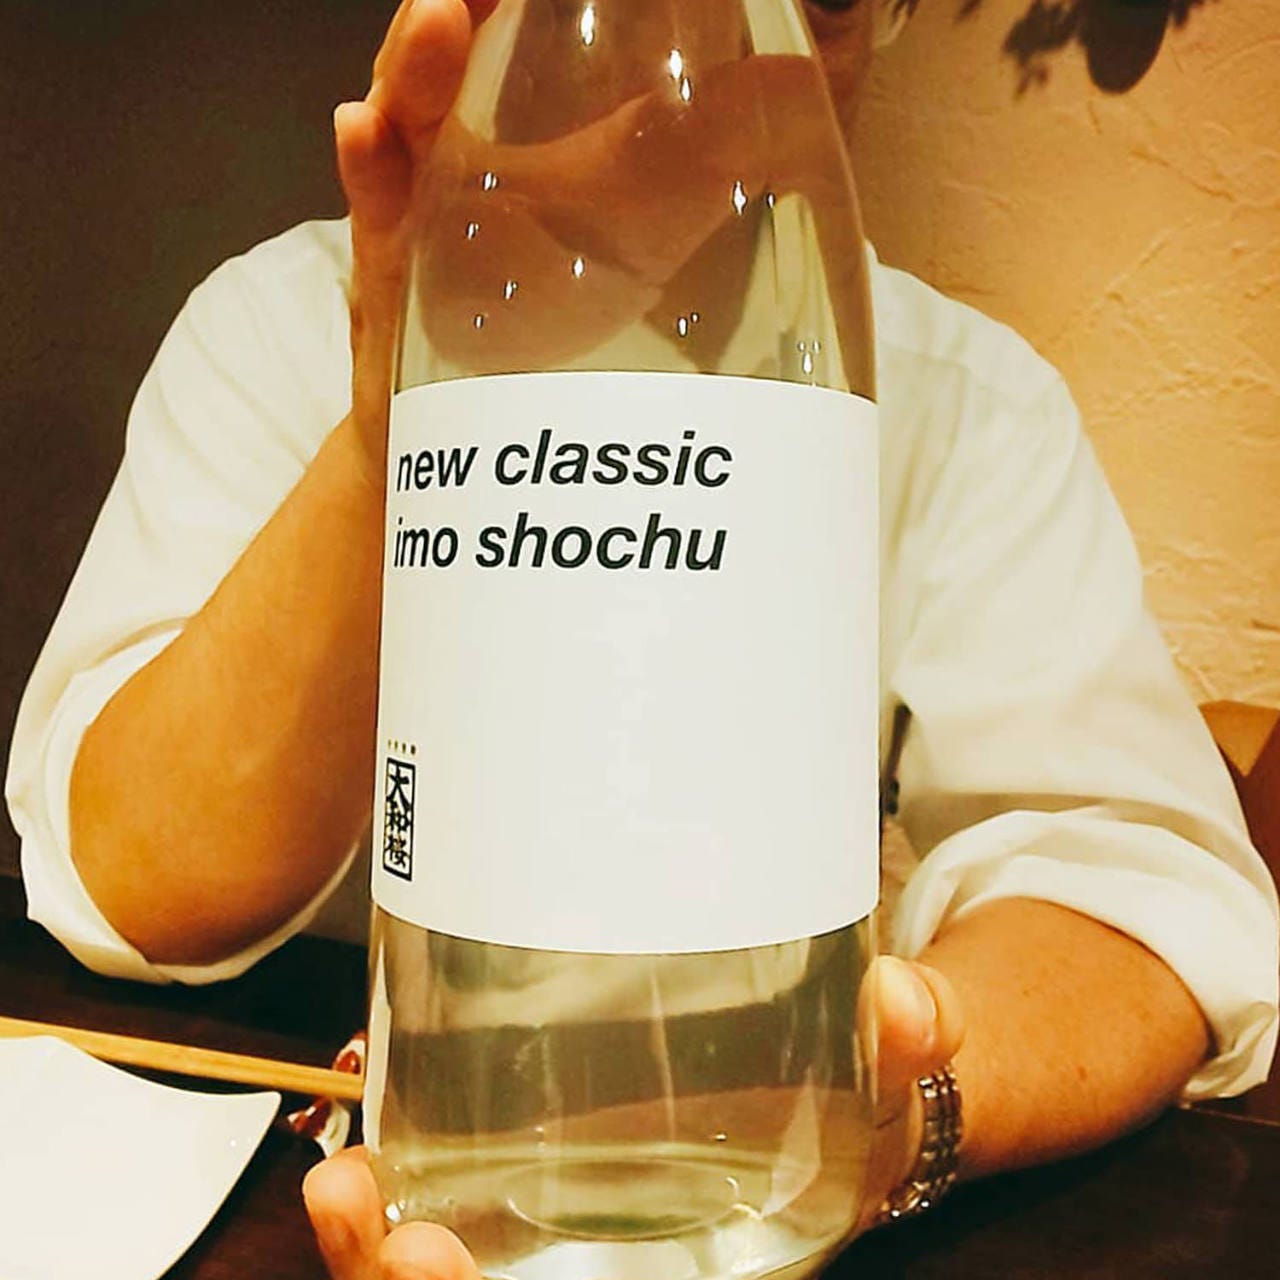 new classic
imo shochu
大和桜